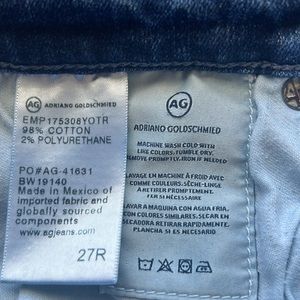 AG ADRIANO GOLDSCHMIED
EMP175308YOTR
98% COTTON
2% POLYURETHANE
PO#AG-41631
BW19140
Made in Mexico of
imported fabric and
globally sourced
components
www.agjeans.com
27R
AG
ADRIANO GOLDSCHMIED
MACHINE WASH COLD WITH
LIKE COLORS. TUMBLE DRY.
REMOVE PROMPTLY. IRON IF NEEDED
LAVAGE EN MACHINE À FROID AVEC
COMME COULEURS. SÈCHE-LINGE
À RETIRER RAPIDEMENT.
FER SI NÉCESSAIRE
LAVAR A MAQUINA CON AGUA FRIA,
CON COLORES SIMILARES. SECAR EN
SECADORA RETIRAR RAPIDAMENTE.
PLANCHA SI ES NECESARIO